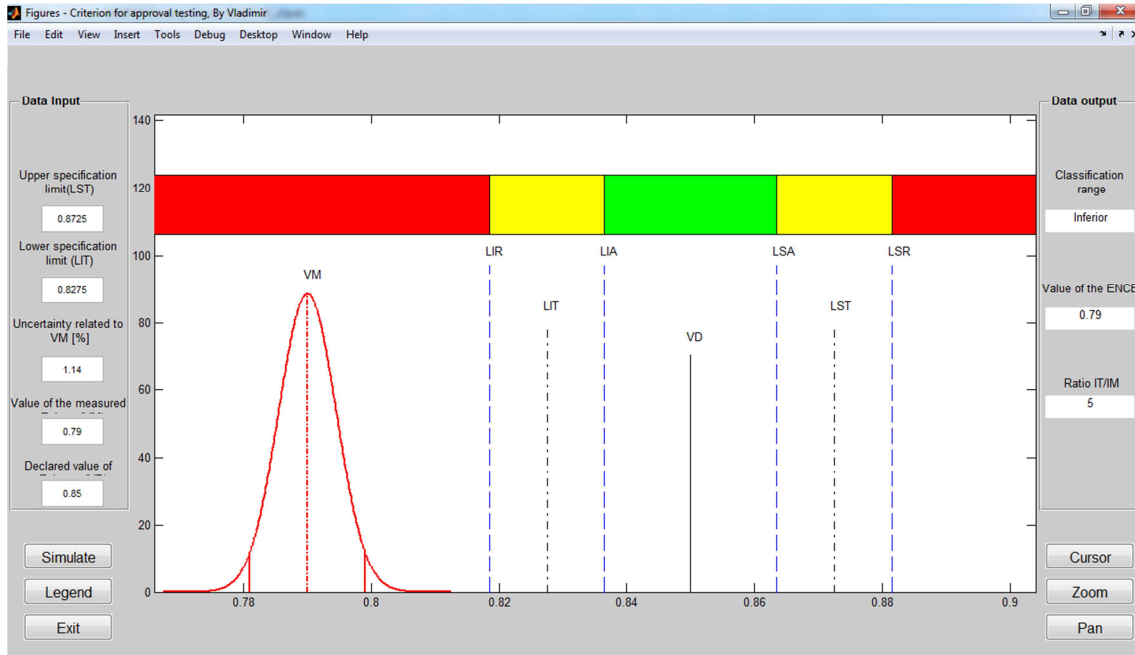 Figures - Criterion for approval testing, By Vladimir
File Edit View Insert Tools Debug Desktop Window Help
Data Input
Upper specification
limit(LST)
0.8725
Lower specification
limit (LIT)
0.8275
Uncertainty related to
VM [%]
1.14
Value of the measured
0.79
Declared value of
0.85
Simulate
Legend
Exit
140
120
100
80
60
40
20
0
VM
LIR
LIT
LIA
VD
LSA
LST
LSR
0.78
0.8
0.82
0.84
0.86
0.88
0.9
Data output
Classification
range
Inferior
Value of the ENCE
0.79
Ratio IT/IM
5
Cursor
Zoom
Pan